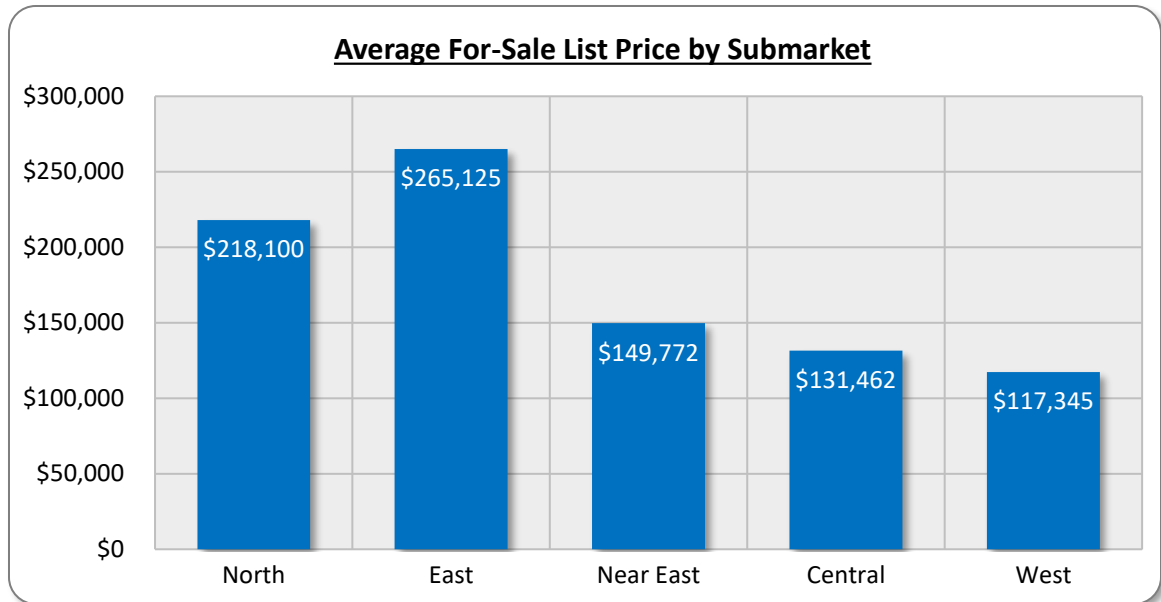 Average For-Sale List Price by Submarket
$300,000
$250,000
$200,000
$150,000
$100,000
$50,000
$0
$218,100
$265,125
$149,772
$131,462
$117,345
North
East
Near East
Central
West